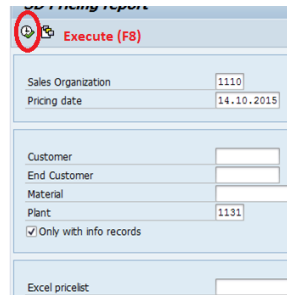 SD Pricing report
Execute (F8)
Sales Organization 1110
Pricing date 14.10.2015
Customer
End Customer
Material
Plant 1131
Only with info records
Excel pricelist